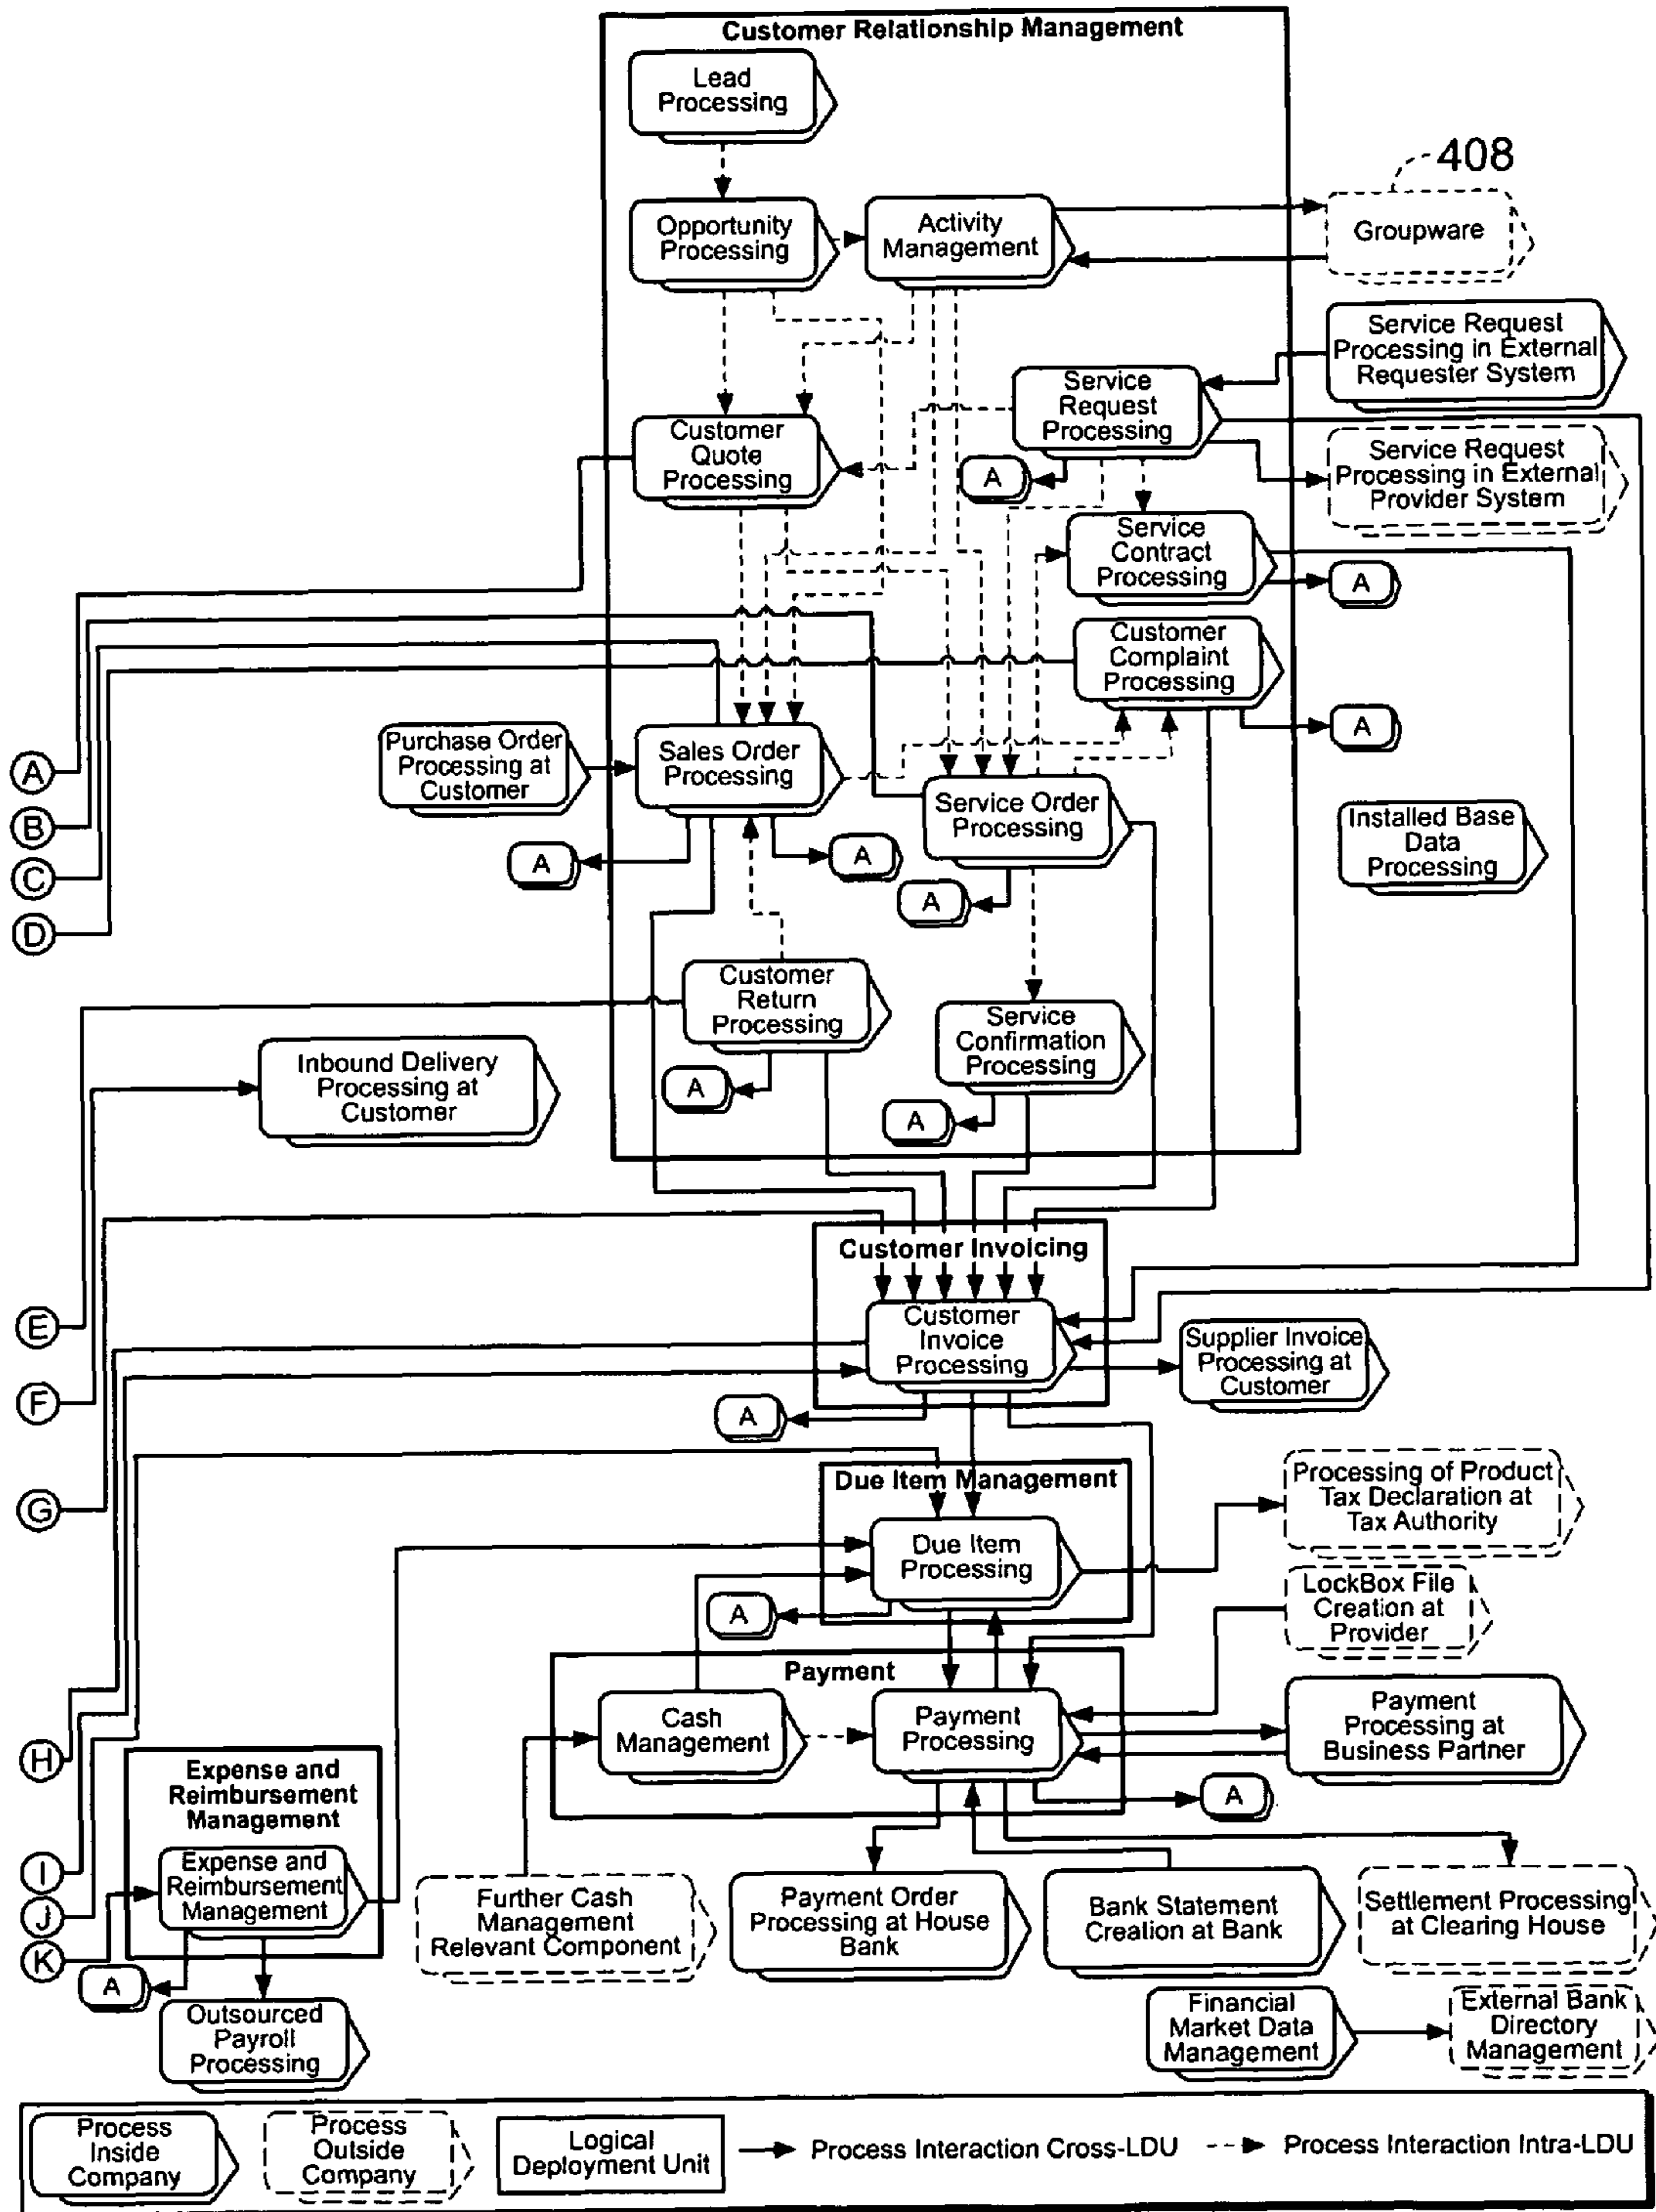 Customer Relationship Management
Lead
Processing
408
Opportunity
Processing
Activity
Management
Groupware
Service Request
Processing in External
Requester System
Service
Request
Processing
Customer
Quote
Processing
A
Service Request
Processing in External
Provider System
Service
Contract
Processing
A
Customer
Complaint
Processing
A
Purchase Order
Processing at
Customer
Sales Order
Processing
A
B
C
D
Service Order
Processing
Installed Base
Data
Processing
A
A
A
Customer
Return
Processing
Service
Confirmation
Processing
Inbound Delivery
Processing at
Customer
A
A
Customer Invoicing
E
F
G
Customer
Invoice
Processing
Supplier Invoice
Processing at
Customer
A
Due Item Management
Processing of Product
Tax Declaration at
Tax Authority
Due Item
Processing
LockBox File
Creation at
Provider
A
Payment
Cash
Management
Payment
Processing
Payment
Processing at
Business Partner
A
H
I
J
K
Expense and
Reimbursement
Management
Expense and
Reimbursement
Management
A
Further Cash
Management
Relevant Component
Payment Order
Processing at House
Bank
Bank Statement
Creation at Bank
Settlement Processing
at Clearing House
Outsourced
Payroll
Processing
Financial
Market Data
Management
External Bank
Directory
Management
Process
Inside
Company
Process
Outside
Company
Logical
Deployment Unit
Process Interaction Cross-LDU
Process Interaction Intra-LDU